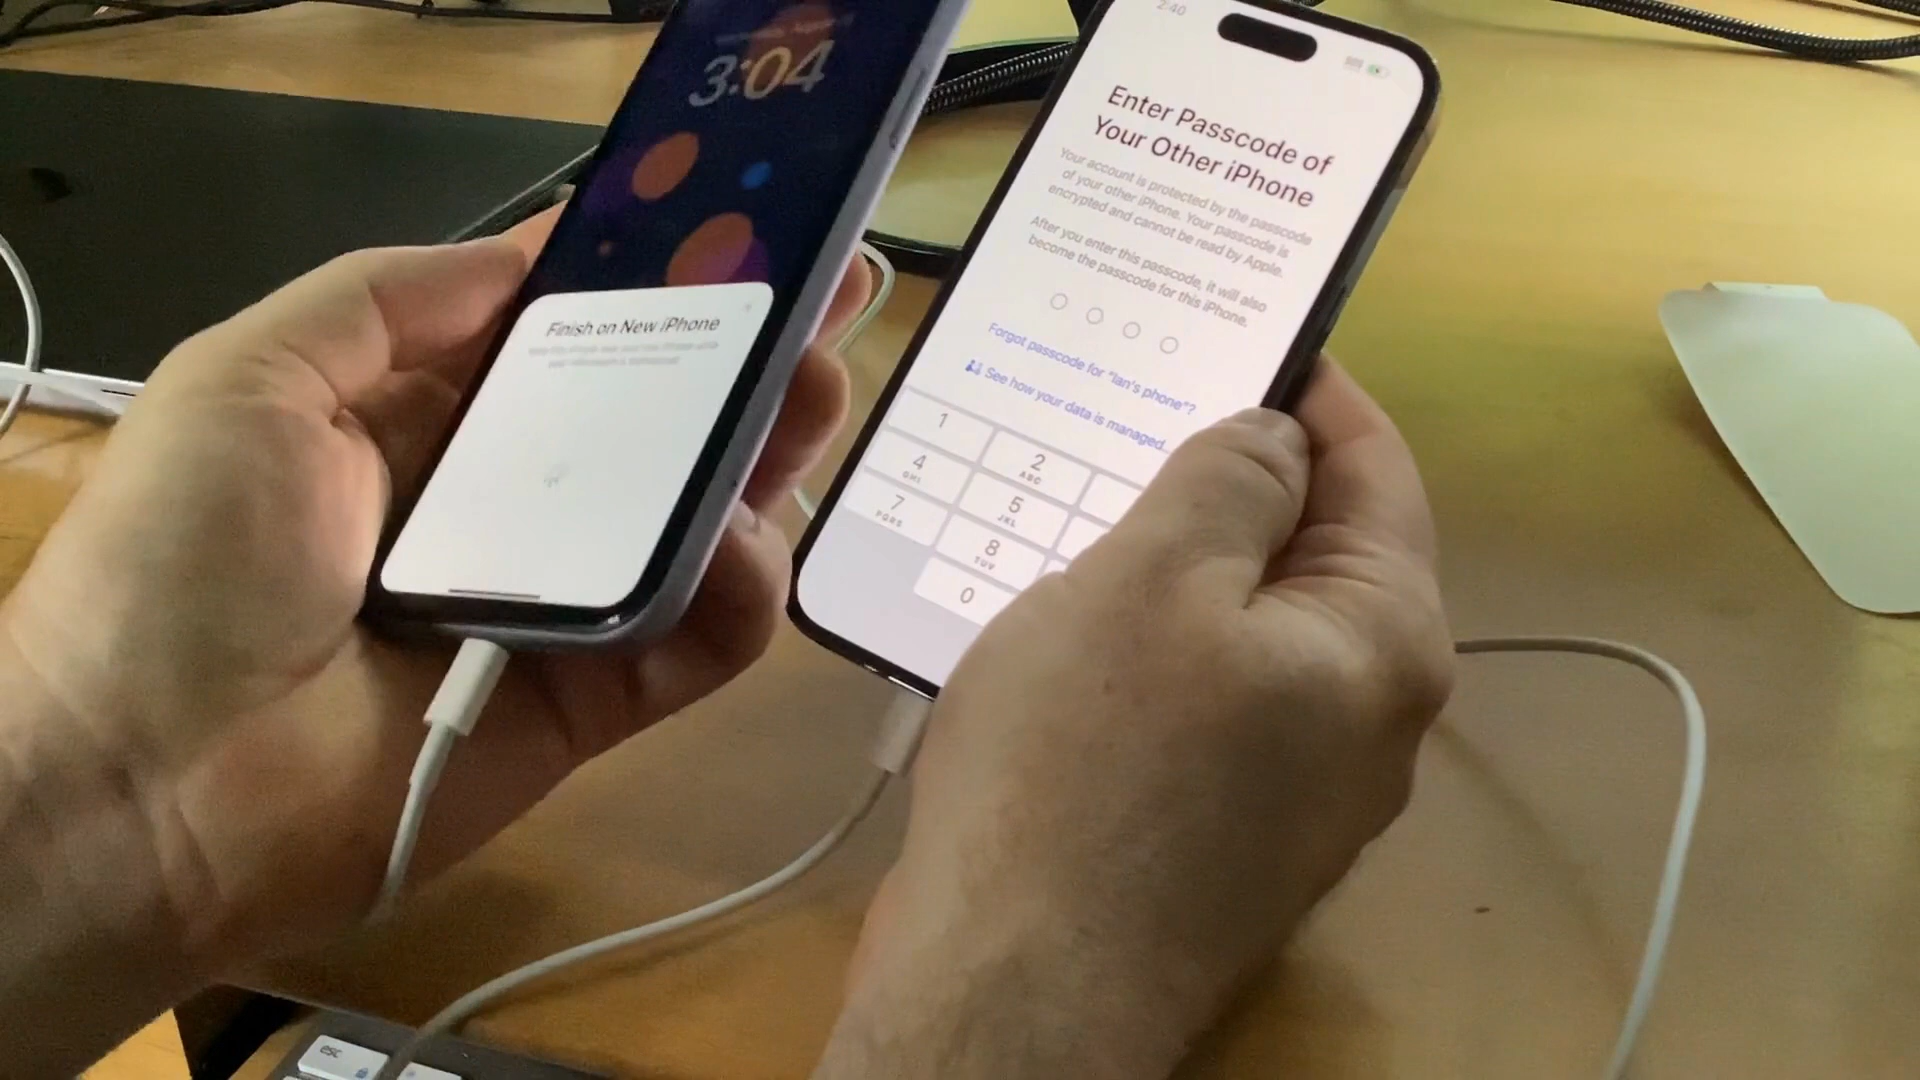 3:04
Finish on New iPhone
2:40
Enter Passcode of
Your Other iPhone
Your account is protected by the passcode
of your other iPhone. Your passcode is
encrypted and cannot be read by Apple.
After you enter this passcode, it will also
become the passcode for this iPhone.
Forgot passcode for "Ian's phone"?
See how your data is managed...
1
2
ABC
4
GHI
5
JKL
7
PQRS
8
TUV
0
esc